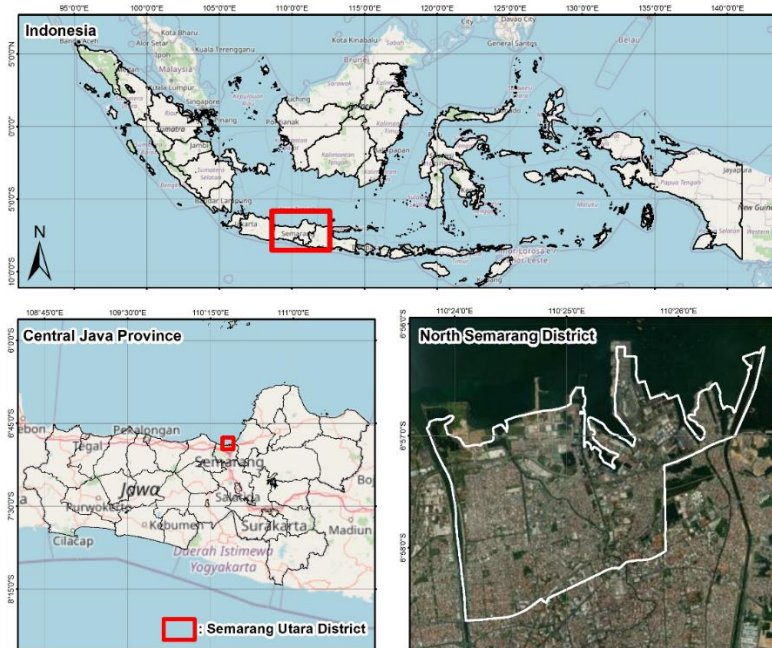 95°0'0"E 100°0'0"E 105°0'0"E 110°0'0"E 115°0'0"E 120°0'0"E 125°0'0"E 130°0'0"E 135°0'0"E 140°0'0"E
Indonesia
Kota Bharu
Kota Kinabalu
Davao City
General Santos
Belau
Alor Setar
Kuala Terengganu
Ipoh
Malaysia
Kuala Lumpur
Brunei
Sabah
Singapore
Kuching
Pontianak
Sumatra
Jambi
Bandar Lampung
Semarang
Maluku
Jayapura
New Guinea
Timor-Leste
5°0'0"N
0°0'0"
5°0'0"S
10°0'0"S
N
108°45'0"E 109°30'0"E 110°15'0"E 111°0'0"E
Central Java Province
6°0'0"S
6°45'0"S
7°30'0"S
8°15'0"S
Tegal
Pekalongan
Semarang
Jawa
Salatiga
Purwokerto
Kebumen
Surakarta
Madiun
Cilacap
Daerah Istimewa
Yogyakarta
: Semarang Utara District
110°24'0"E 110°25'0"E 110°26'0"E
North Semarang District
6°56'0"S
6°57'0"S
6°58'0"S